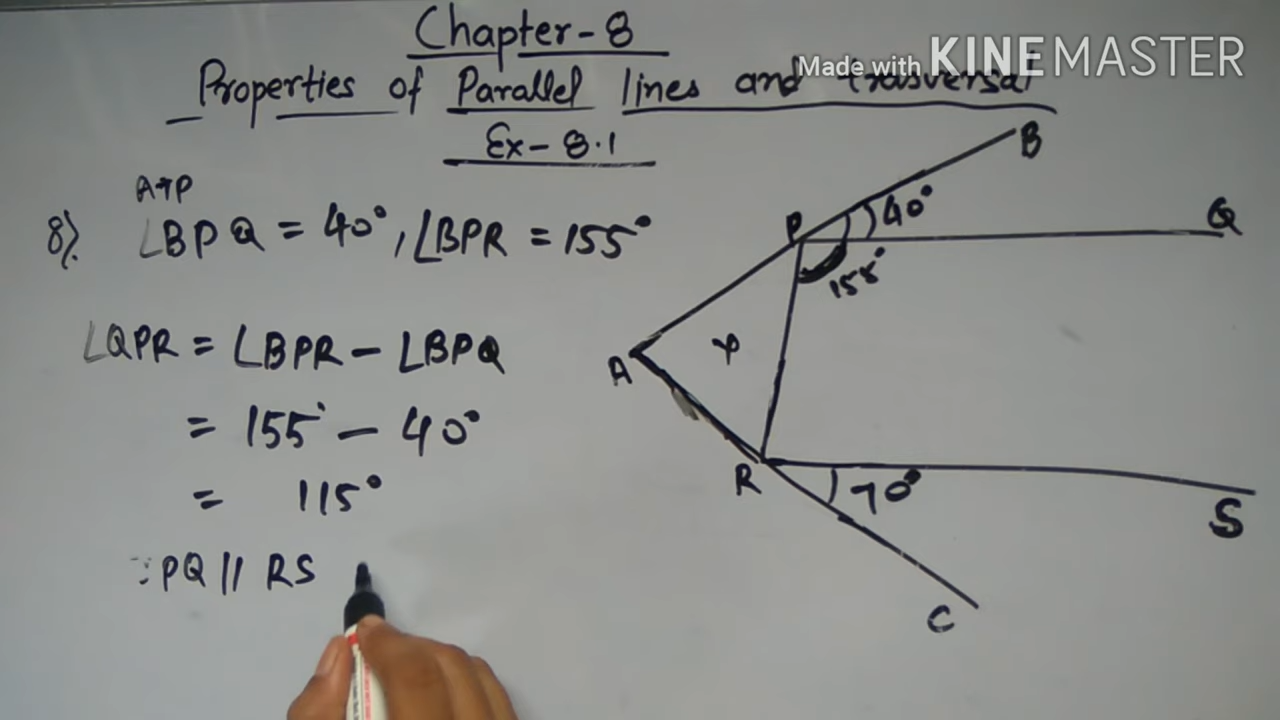 Chapter-8
Made with KINEMASTER
Properties of Parallel lines and trasversal
Ex-8.1
8).
∠BPQ = 40°, ∠BPR = 155°
∠QPR = ∠BPR - ∠BPQ
= 155° - 40°
= 115°
∵ PQ || RS
B
P
40°
Q
155°
A
R
70°
S
C